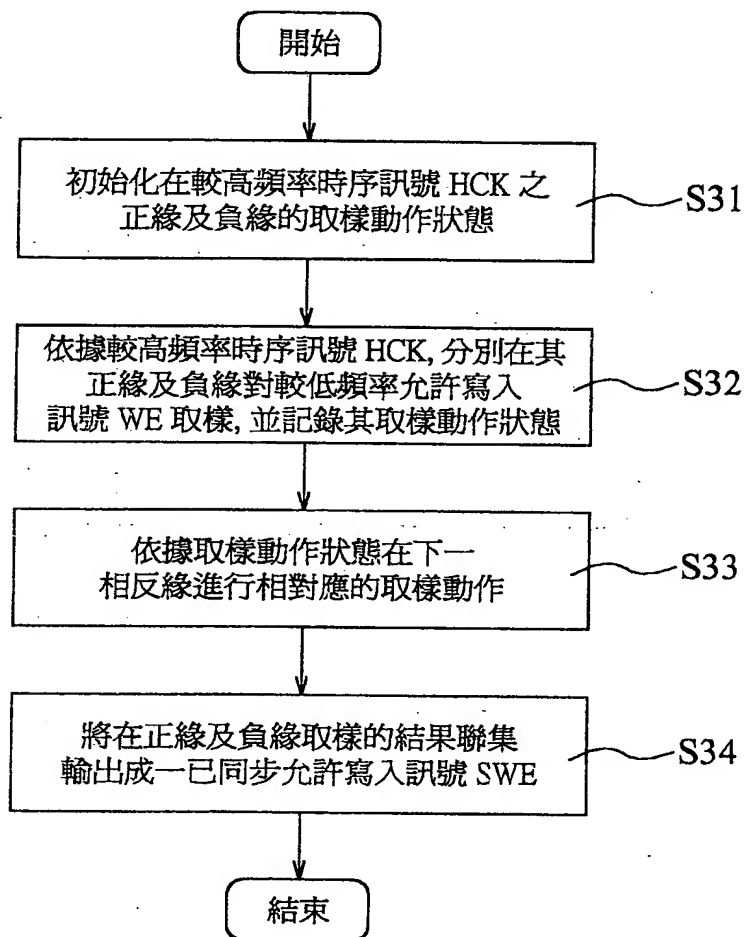 開始
初始化在較高頻率時序訊號 HCK 之
正緣及負緣的取樣動作狀態
S31
依據較高頻率時序訊號 HCK, 分別在其
正緣及負緣對較低頻率允許寫入
訊號 WE 取樣, 並記錄其取樣動作狀態
S32
依據取樣動作狀態在下一
相反緣進行相對應的取樣動作
S33
將在正緣及負緣取樣的結果聯集
輸出成一已同步允許寫入訊號 SWE
S34
結束